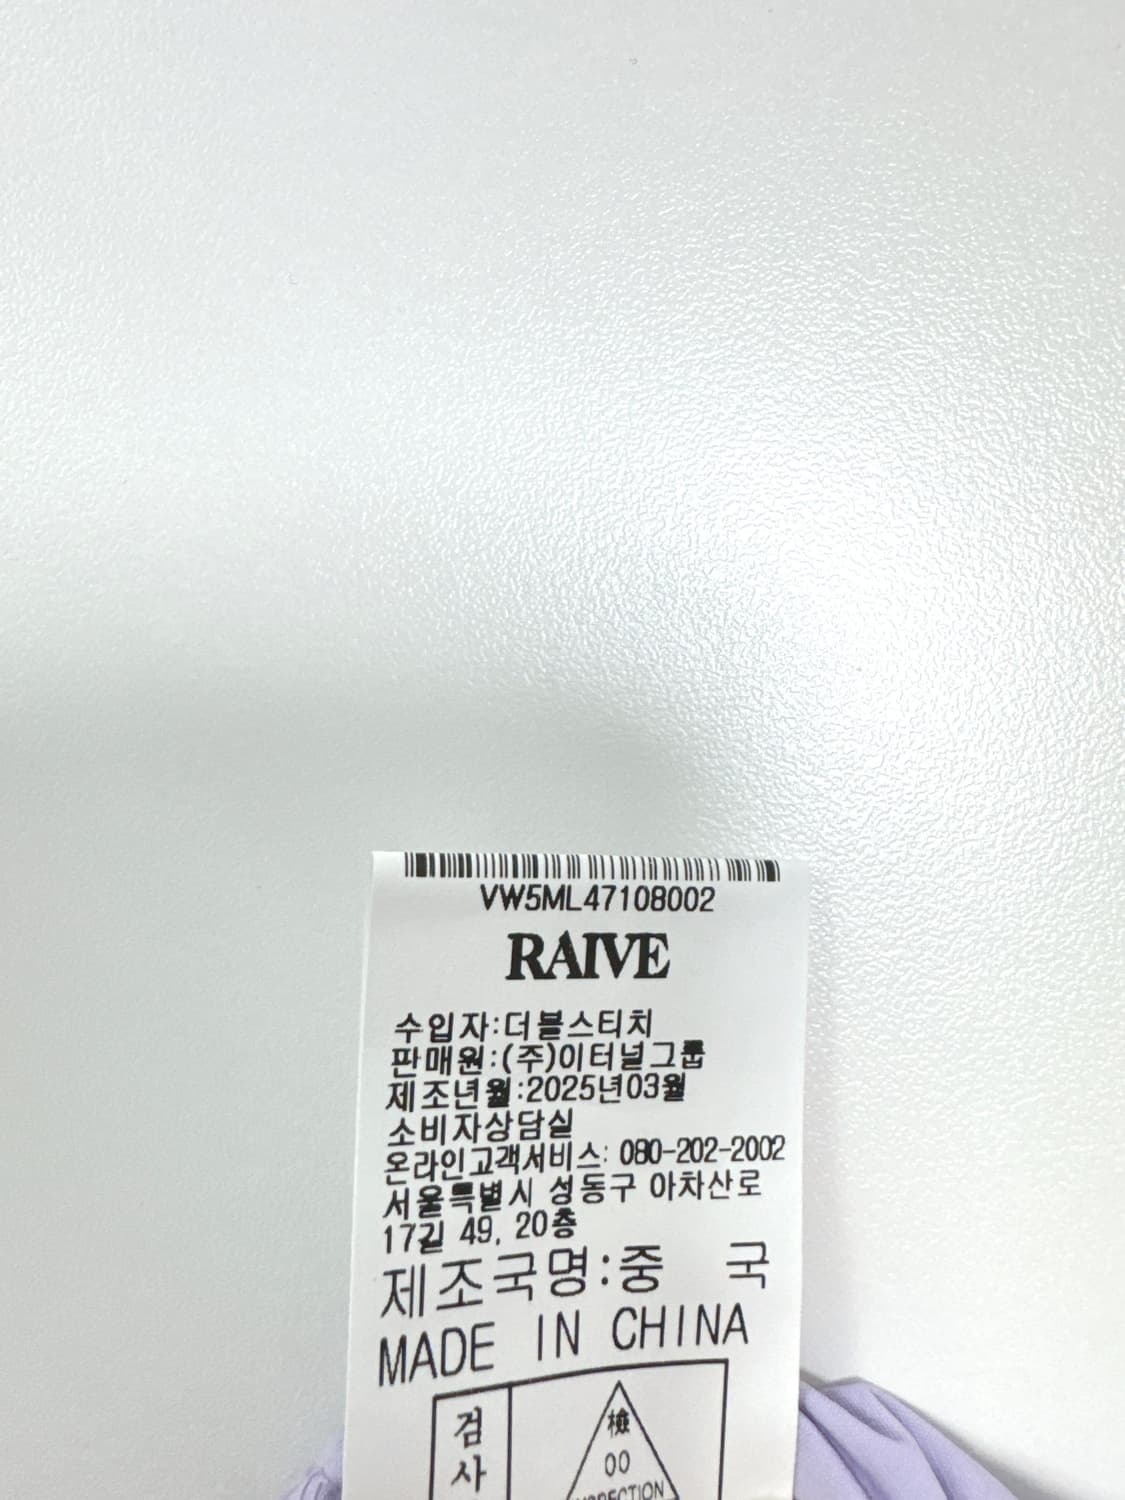 VW5ML47108002
RAIVE
수입자:더블스티치
판매원:(주)이터널그룹
제조년월:2025년03월
소비자상담실
온라인고객서비스: 080-202-2002
서울특별시 성동구 아차산로
17길 49, 20층
제조국명:중 국
MADE IN CHINA
검
사
檢
00